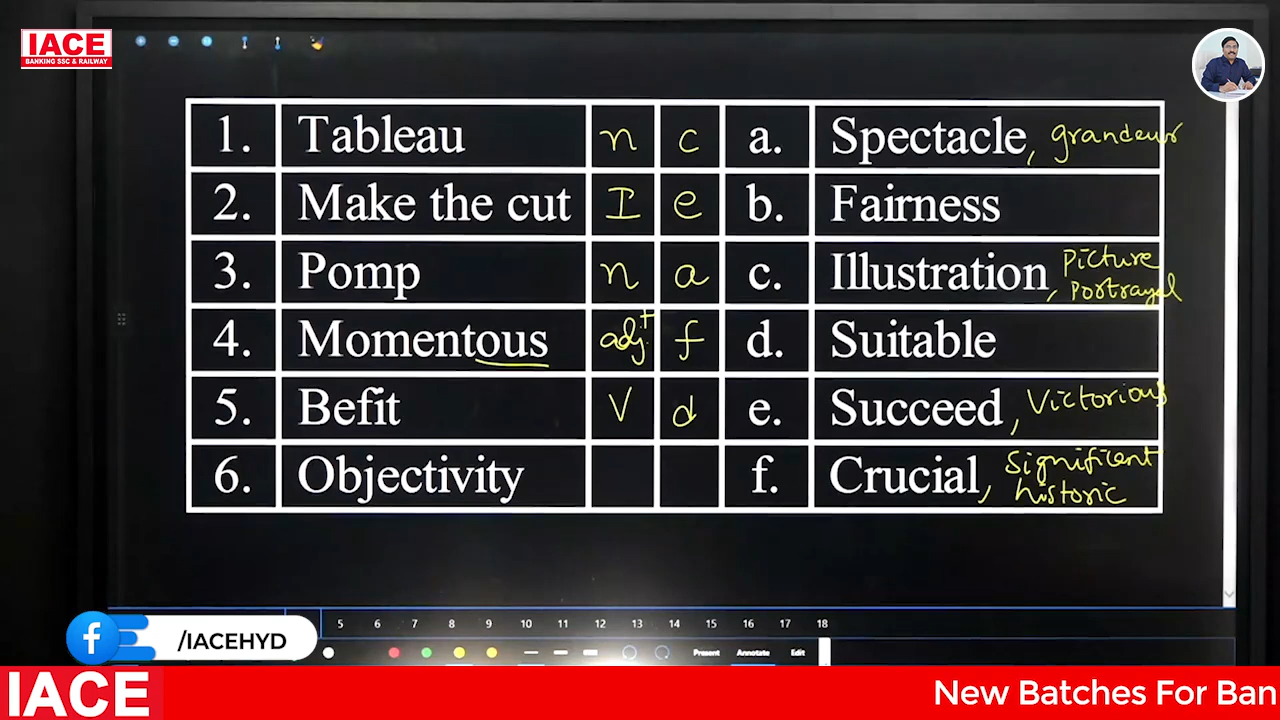 IACE
BANKING SSC & RAILWAY
1. Tableau n c a. Spectacle, grandeur
2. Make the cut I e b. Fairness
3. Pomp n a c. Illustration, Picture Portrayal
4. Momentous adj.+ f d. Suitable
5. Befit V d e. Succeed, Victorious
6. Objectivity f. Crucial, Significant historic
5 6 7 8 9 10 11 12 13 14 15 16 17 18
Present Annotate Edit
f /IACEHYD
IACE New Batches For Ban